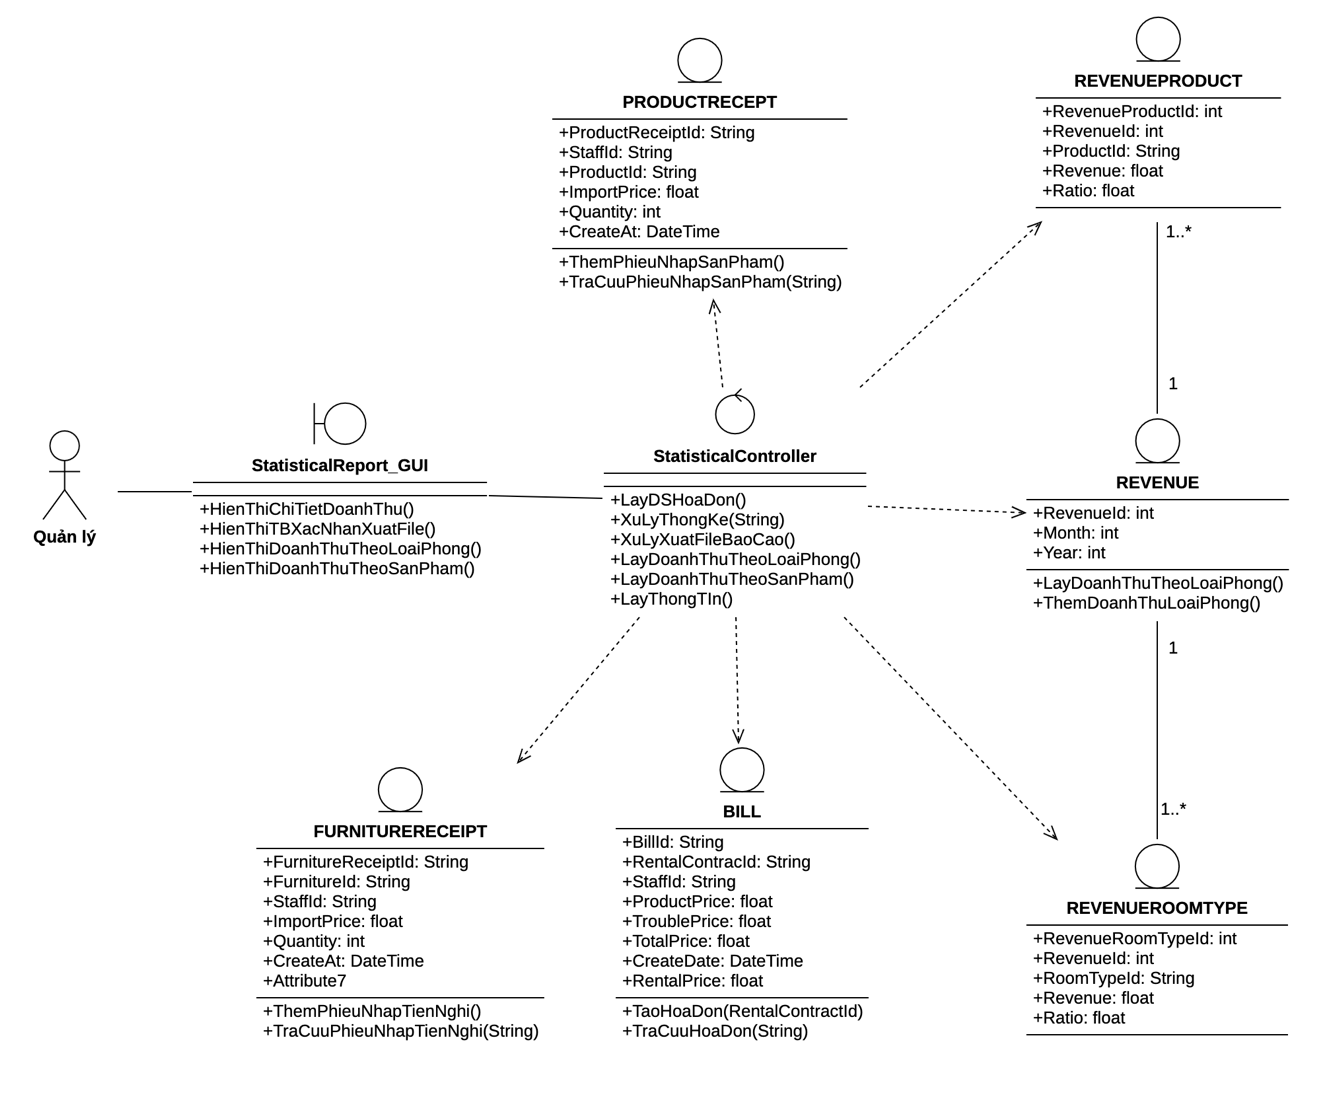 PRODUCTRECEPT
+ProductReceiptId: String
+StaffId: String
+ProductId: String
+ImportPrice: float
+Quantity: int
+CreateAt: DateTime
+ThemPhieuNhapSanPham()
+TraCuuPhieuNhapSanPham(String)
REVENUEPRODUCT
+RevenueProductId: int
+RevenueId: int
+ProductId: String
+Revenue: float
+Ratio: float
1..*
1
Quản lý
StatisticalReport_GUI
+HienThiChiTietDoanhThu()
+HienThiTBXacNhanXuatFile()
+HienThiDoanhThuTheoLoaiPhong()
+HienThiDoanhThuTheoSanPham()
StatisticalController
+LayDSHoaDon()
+XuLyThongKe(String)
+XuLyXuatFileBaoCao()
+LayDoanhThuTheoLoaiPhong()
+LayDoanhThuTheoSanPham()
+LayThongTIn()
REVENUE
+RevenueId: int
+Month: int
+Year: int
+LayDoanhThuTheoLoaiPhong()
+ThemDoanhThuLoaiPhong()
1
1..*
FURNITURERECEIPT
+FurnitureReceiptId: String
+FurnitureId: String
+StaffId: String
+ImportPrice: float
+Quantity: int
+CreateAt: DateTime
+Attribute7
+ThemPhieuNhapTienNghi()
+TraCuuPhieuNhapTienNghi(String)
BILL
+BillId: String
+RentalContracId: String
+StaffId: String
+ProductPrice: float
+TroublePrice: float
+TotalPrice: float
+CreateDate: DateTime
+RentalPrice: float
+TaoHoaDon(RentalContractId)
+TraCuuHoaDon(String)
REVENUEROOMTYPE
+RevenueRoomTypeId: int
+RevenueId: int
+RoomTypeId: String
+Revenue: float
+Ratio: float